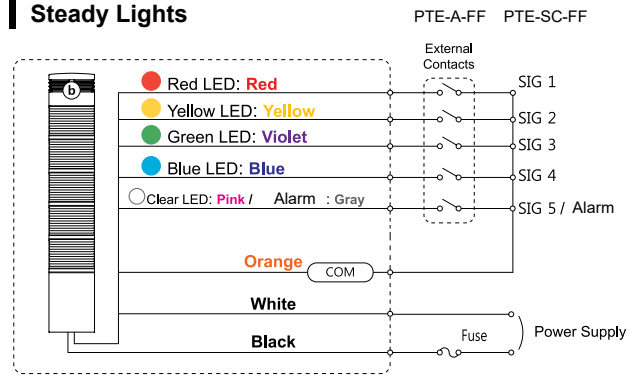 Steady Lights
PTE-A-FF PTE-SC-FF
External
Contacts
b
Red LED: Red
SIG 1
Yellow LED: Yellow
SIG 2
Green LED: Violet
SIG 3
Blue LED: Blue
SIG 4
Clear LED: Pink / Alarm : Gray
SIG 5 / Alarm
Orange
COM
White
Black
Fuse
Power Supply